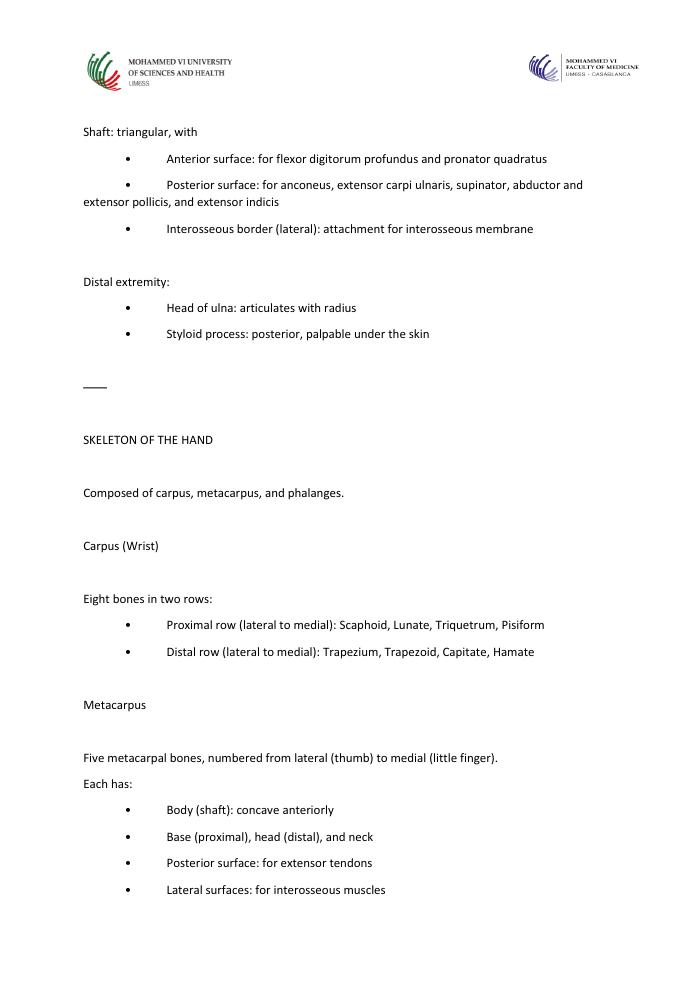 MOHAMMED VI UNIVERSITY
OF SCIENCES AND HEALTH
UM6SS
MOHAMMED VI
FACULTY OF MEDICINE
UM6SS - CASABLANCA
Shaft: triangular, with
• Anterior surface: for flexor digitorum profundus and pronator quadratus
• Posterior surface: for anconeus, extensor carpi ulnaris, supinator, abductor and
extensor pollicis, and extensor indicis
• Interosseous border (lateral): attachment for interosseous membrane
Distal extremity:
• Head of ulna: articulates with radius
• Styloid process: posterior, palpable under the skin
SKELETON OF THE HAND
Composed of carpus, metacarpus, and phalanges.
Carpus (Wrist)
Eight bones in two rows:
• Proximal row (lateral to medial): Scaphoid, Lunate, Triquetrum, Pisiform
• Distal row (lateral to medial): Trapezium, Trapezoid, Capitate, Hamate
Metacarpus
Five metacarpal bones, numbered from lateral (thumb) to medial (little finger).
Each has:
• Body (shaft): concave anteriorly
• Base (proximal), head (distal), and neck
• Posterior surface: for extensor tendons
• Lateral surfaces: for interosseous muscles